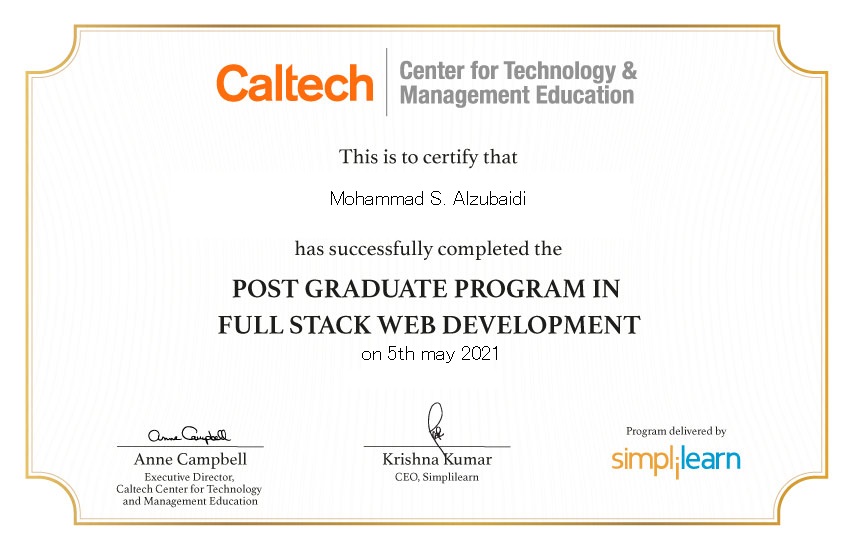 Caltech
Center for Technology &
Management Education
This is to certify that
Mohammad S. Alzubaidi
has successfully completed the
POST GRADUATE PROGRAM IN
FULL STACK WEB DEVELOPMENT
on 5th may 2021
Anne Campbell
Anne Campbell
Executive Director,
Caltech Center for Technology
and Management Education
Krishna Kumar
CEO, Simplilearn
Program delivered by
simplilearn